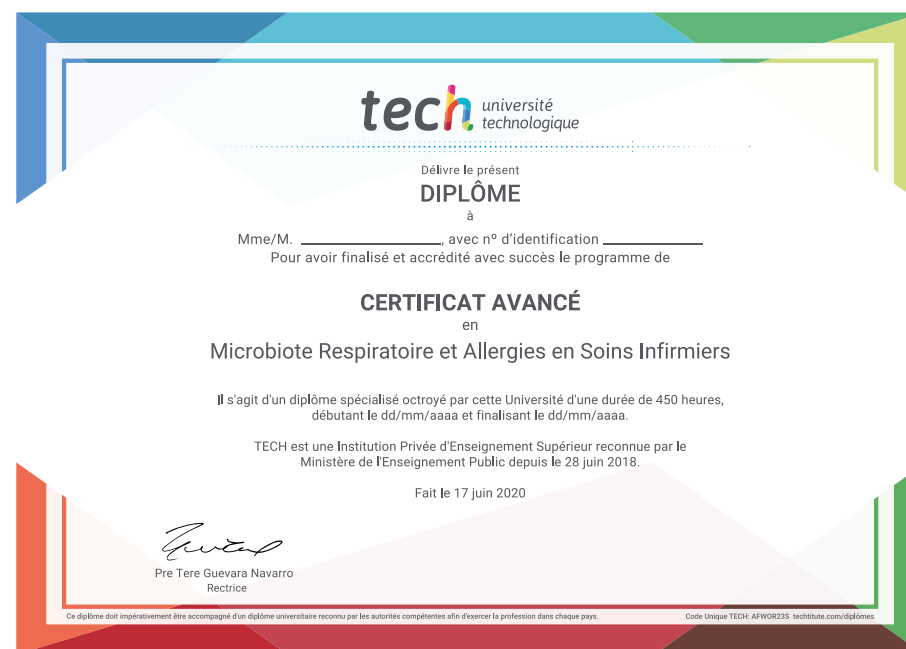 tech université
technologique
Délivre le présent
DIPLÔME
à
Mme/M. ____________________, avec nº d'identification ______________
Pour avoir finalisé et accrédité avec succès le programme de
CERTIFICAT AVANCÉ
en
Microbiote Respiratoire et Allergies en Soins Infirmiers
Il s'agit d'un diplôme spécialisé octroyé par cette Université d'une durée de 450 heures,
débutant le dd/mm/aaaa et finalisant le dd/mm/aaaa.
TECH est une Institution Privée d'Enseignement Supérieur reconnue par le
Ministère de l'Enseignement Public depuis le 28 juin 2018.
Fait le 17 juin 2020
Pre Tere Guevara Navarro
Rectrice
Ce diplôme doit impérativement être accompagné d'un diplôme universitaire reconnu par les autorités compétentes afin d'exercer la profession dans chaque pays.
Code Unique TECH: AFWOR23S techtitute.com/diplômes